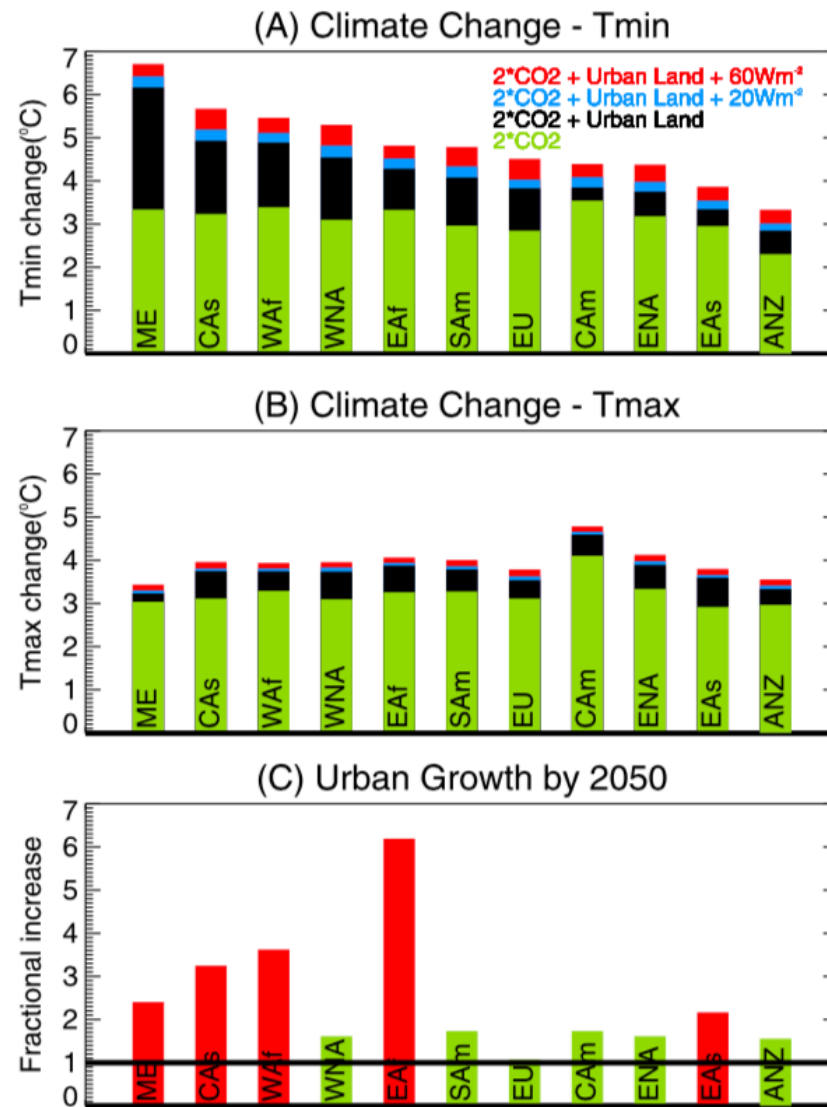 (A) Climate Change - Tmin
7
6
5
4
3
2
1
0
Tmin change(⁰C)
2*CO2 + Urban Land + 60Wm⁻²
2*CO2 + Urban Land + 20Wm⁻²
2*CO2 + Urban Land
2*CO2
ME CAs WAf WNA EAf SAm EU CAm ENA EAs ANZ
(B) Climate Change - Tmax
7
6
5
4
3
2
1
0
Tmax change(⁰C)
ME CAs WAf WNA EAf SAm EU CAm ENA EAs ANZ
(C) Urban Growth by 2050
7
6
5
4
3
2
1
0
Fractional increase
ME CAs WAf WNA EAf SAm EU CAm ENA EAs ANZ